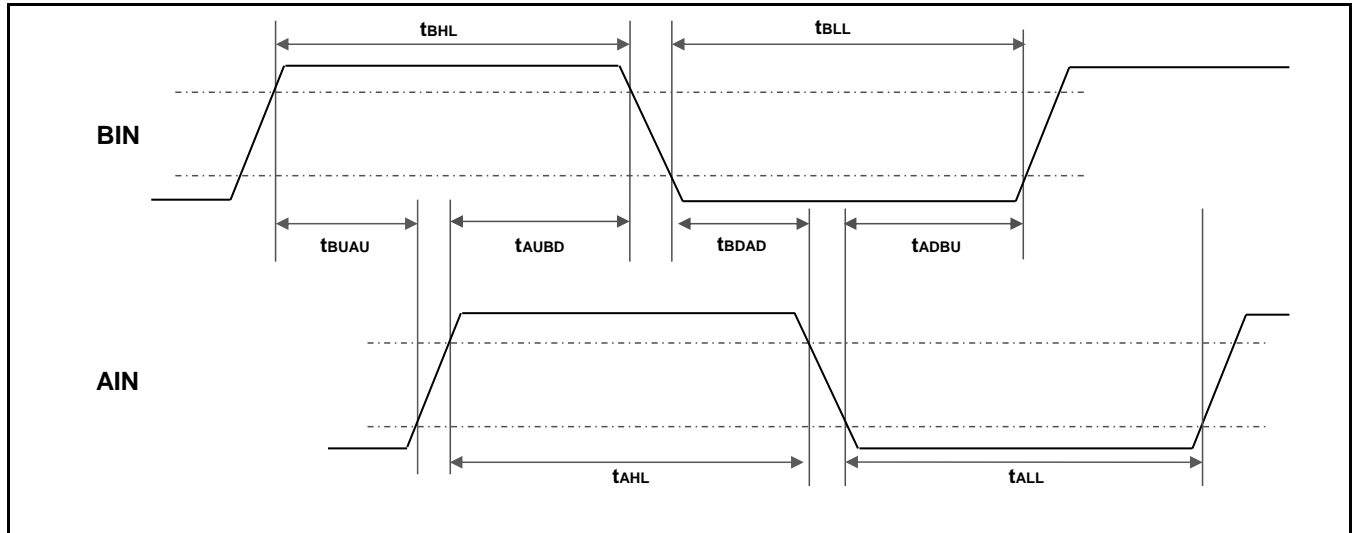 tBHL
tBLL
BIN
tBUAU
tAUBD
tBDAD
tADBU
AIN
tAHL
tALL